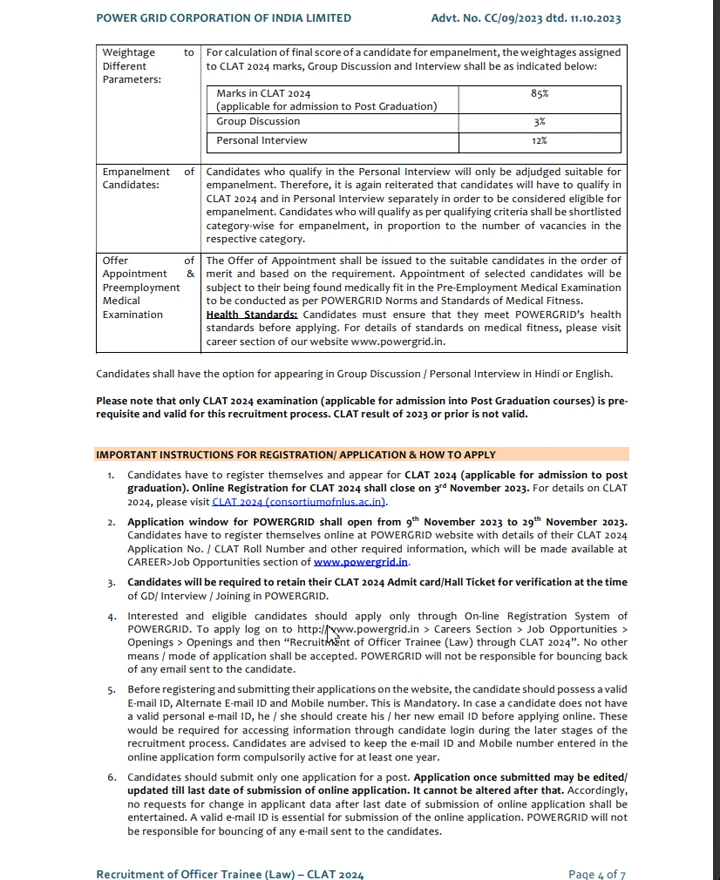 POWER GRID CORPORATION OF INDIA LIMITED Advt. No. CC/09/2023 dtd. 11.10.2023
Weightage to
Different
Parameters:
For calculation of final score of a candidate for empanelment, the weightages assigned
to CLAT 2024 marks, Group Discussion and Interview shall be as indicated below:
Marks in CLAT 2024
(applicable for admission to Post Graduation)
85%
Group Discussion 3%
Personal Interview 12%
Empanelment of
Candidates:
Candidates who qualify in the Personal Interview will only be adjudged suitable for
empanelment. Therefore, it is again reiterated that candidates will have to qualify in
CLAT 2024 and in Personal Interview separately in order to be considered eligible for
empanelment. Candidates who will qualify as per qualifying criteria shall be shortlisted
category-wise for empanelment, in proportion to the number of vacancies in the
respective category.
Offer of
Appointment &
Preemployment
Medical
Examination
The Offer of Appointment shall be issued to the suitable candidates in the order of
merit and based on the requirement. Appointment of selected candidates will be
subject to their being found medically fit in the Pre-Employment Medical Examination
to be conducted as per POWERGRID Norms and Standards of Medical Fitness.
Health Standards: Candidates must ensure that they meet POWERGRID's health
standards before applying. For details of standards on medical fitness, please visit
career section of our website www.powergrid.in.
Candidates shall have the option for appearing in Group Discussion / Personal Interview in Hindi or English.
Please note that only CLAT 2024 examination (applicable for admission into Post Graduation courses) is pre-
requisite and valid for this recruitment process. CLAT result of 2023 or prior is not valid.
IMPORTANT INSTRUCTIONS FOR REGISTRATION/ APPLICATION & HOW TO APPLY
1. Candidates have to register themselves and appear for CLAT 2024 (applicable for admission to post
graduation). Online Registration for CLAT 2024 shall close on 3rd November 2023. For details on CLAT
2024, please visit CLAT 2024 (consortiumofnlus.ac.in).
2. Application window for POWERGRID shall open from 9th November 2023 to 29th November 2023.
Candidates have to register themselves online at POWERGRID website with details of their CLAT 2024
Application No. / CLAT Roll Number and other required information, which will be made available at
CAREER>Job Opportunities section of www.powergrid.in.
3. Candidates will be required to retain their CLAT 2024 Admit card/Hall Ticket for verification at the time
of GD/ Interview / Joining in POWERGRID.
4. Interested and eligible candidates should apply only through On-line Registration System of
POWERGRID. To apply log on to http://www.powergrid.in > Careers Section > Job Opportunities >
Openings > Openings and then "Recruitment of Officer Trainee (Law) through CLAT 2024". No other
means / mode of application shall be accepted. POWERGRID will not be responsible for bouncing back
of any email sent to the candidate.
5. Before registering and submitting their applications on the website, the candidate should possess a valid
E-mail ID, Alternate E-mail ID and Mobile number. This is Mandatory. In case a candidate does not have
a valid personal e-mail ID, he / she should create his / her new email ID before applying online. These
would be required for accessing information through candidate login during the later stages of the
recruitment process. Candidates are advised to keep the e-mail ID and Mobile number entered in the
online application form compulsorily active for at least one year.
6. Candidates should submit only one application for a post. Application once submitted may be edited/
updated till last date of submission of online application. It cannot be altered after that. Accordingly,
no requests for change in applicant data after last date of submission of online application shall be
entertained. A valid e-mail ID is essential for submission of the online application. POWERGRID will not
be responsible for bouncing of any e-mail sent to the candidates.
Recruitment of Officer Trainee (Law) – CLAT 2024 Page 4 of 7